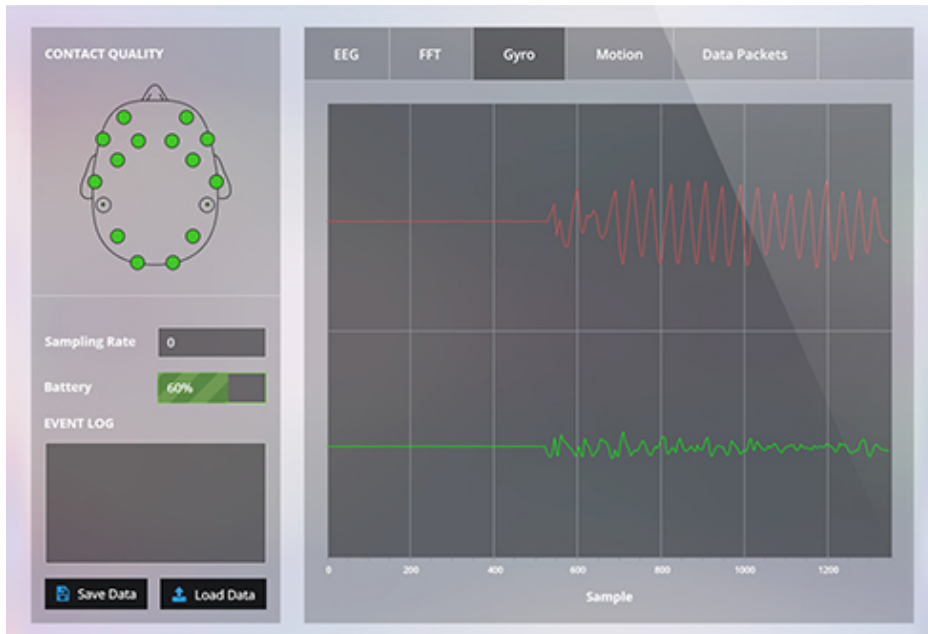 CONTACT QUALITY
EEG FFT Gyro Motion Data Packets
Sampling Rate 0
Battery 60%
EVENT LOG
Save Data Load Data
0 200 400 600 800 1000 1200
Sample